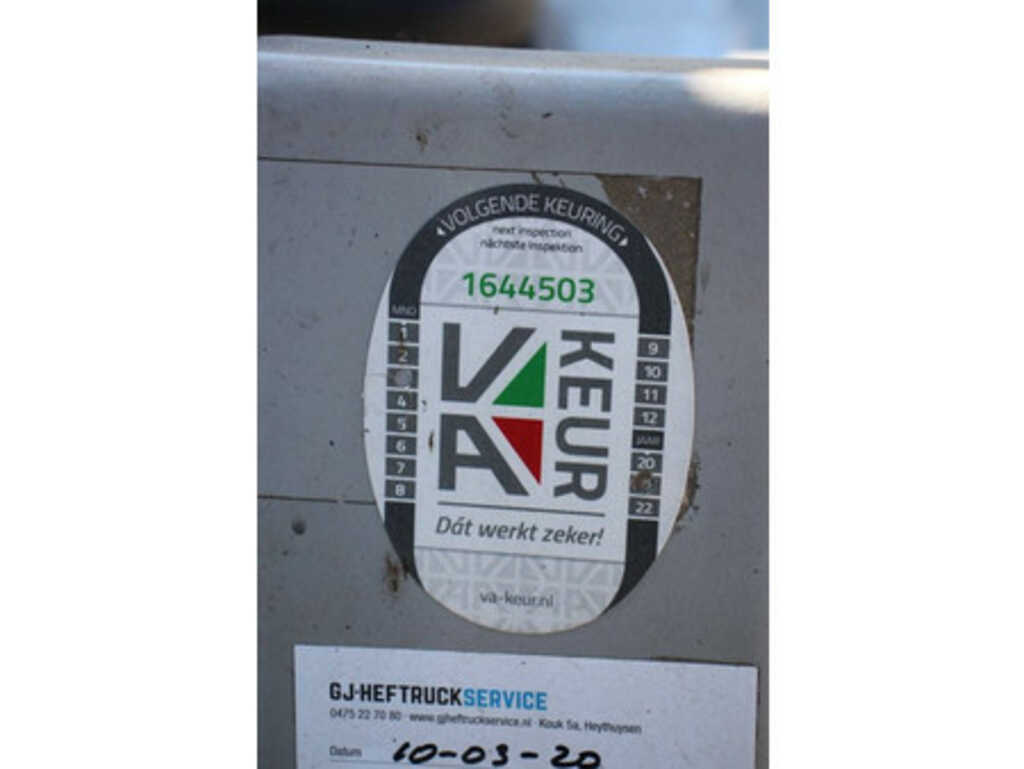 VOLGENDE KEURING
next inspection
nächtste inspektion
1644503
MND
1
2
4
5
6
7
8
VA KEUR
9
10
11
12
JAAR
20
22
Dát werkt zeker!
va-keur.nl
GJ-HEFTRUCKSERVICE
0475 22 70 80 - www.gjheftruckservice.nl - Kouk 5a, Heythuysen
Datum 10-03-20